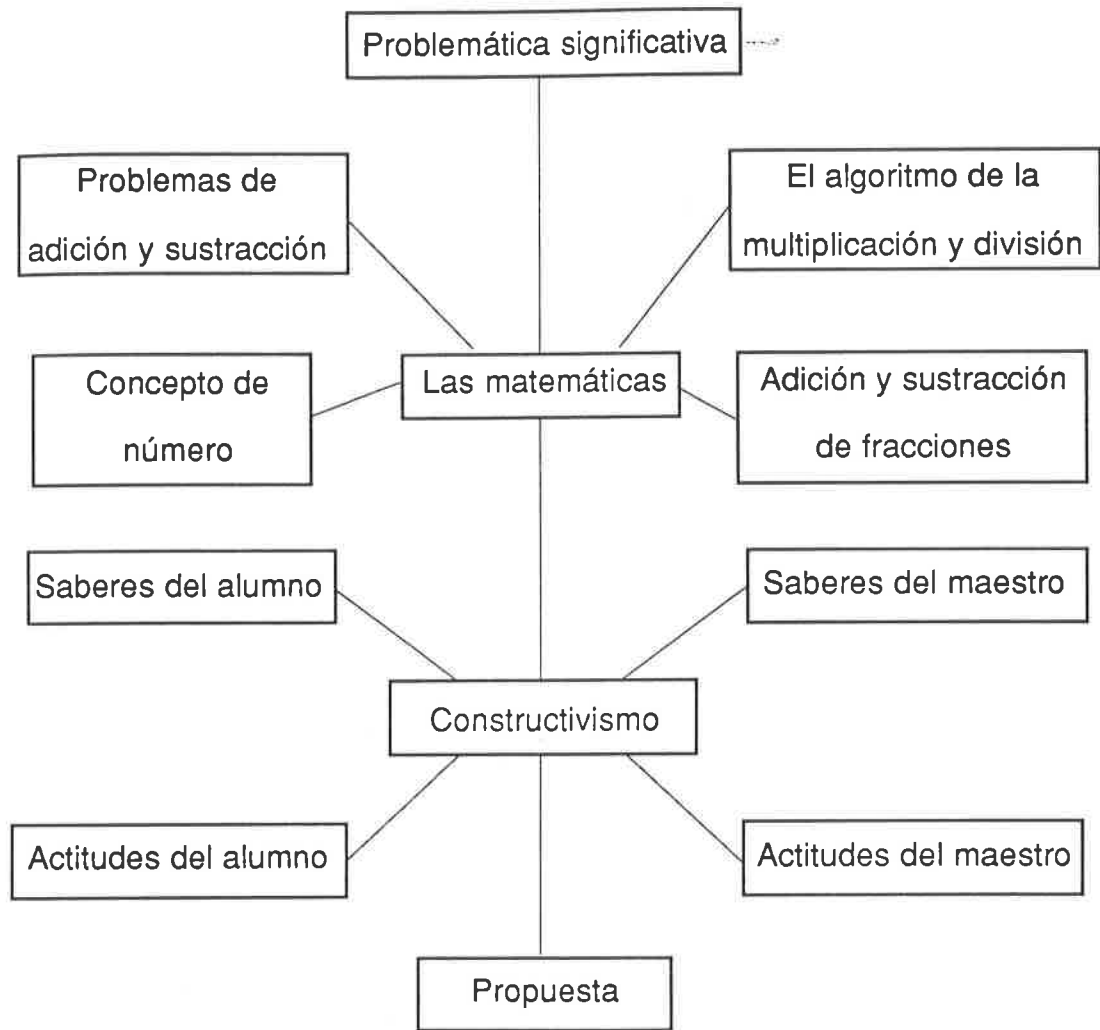 Problemática significativa
Problemas de
adición y sustracción
El algoritmo de la
multiplicación y división
Concepto de
número
Las matemáticas
Adición y sustracción
de fracciones
Saberes del alumno
Saberes del maestro
Constructivismo
Actitudes del alumno
Actitudes del maestro
Propuesta